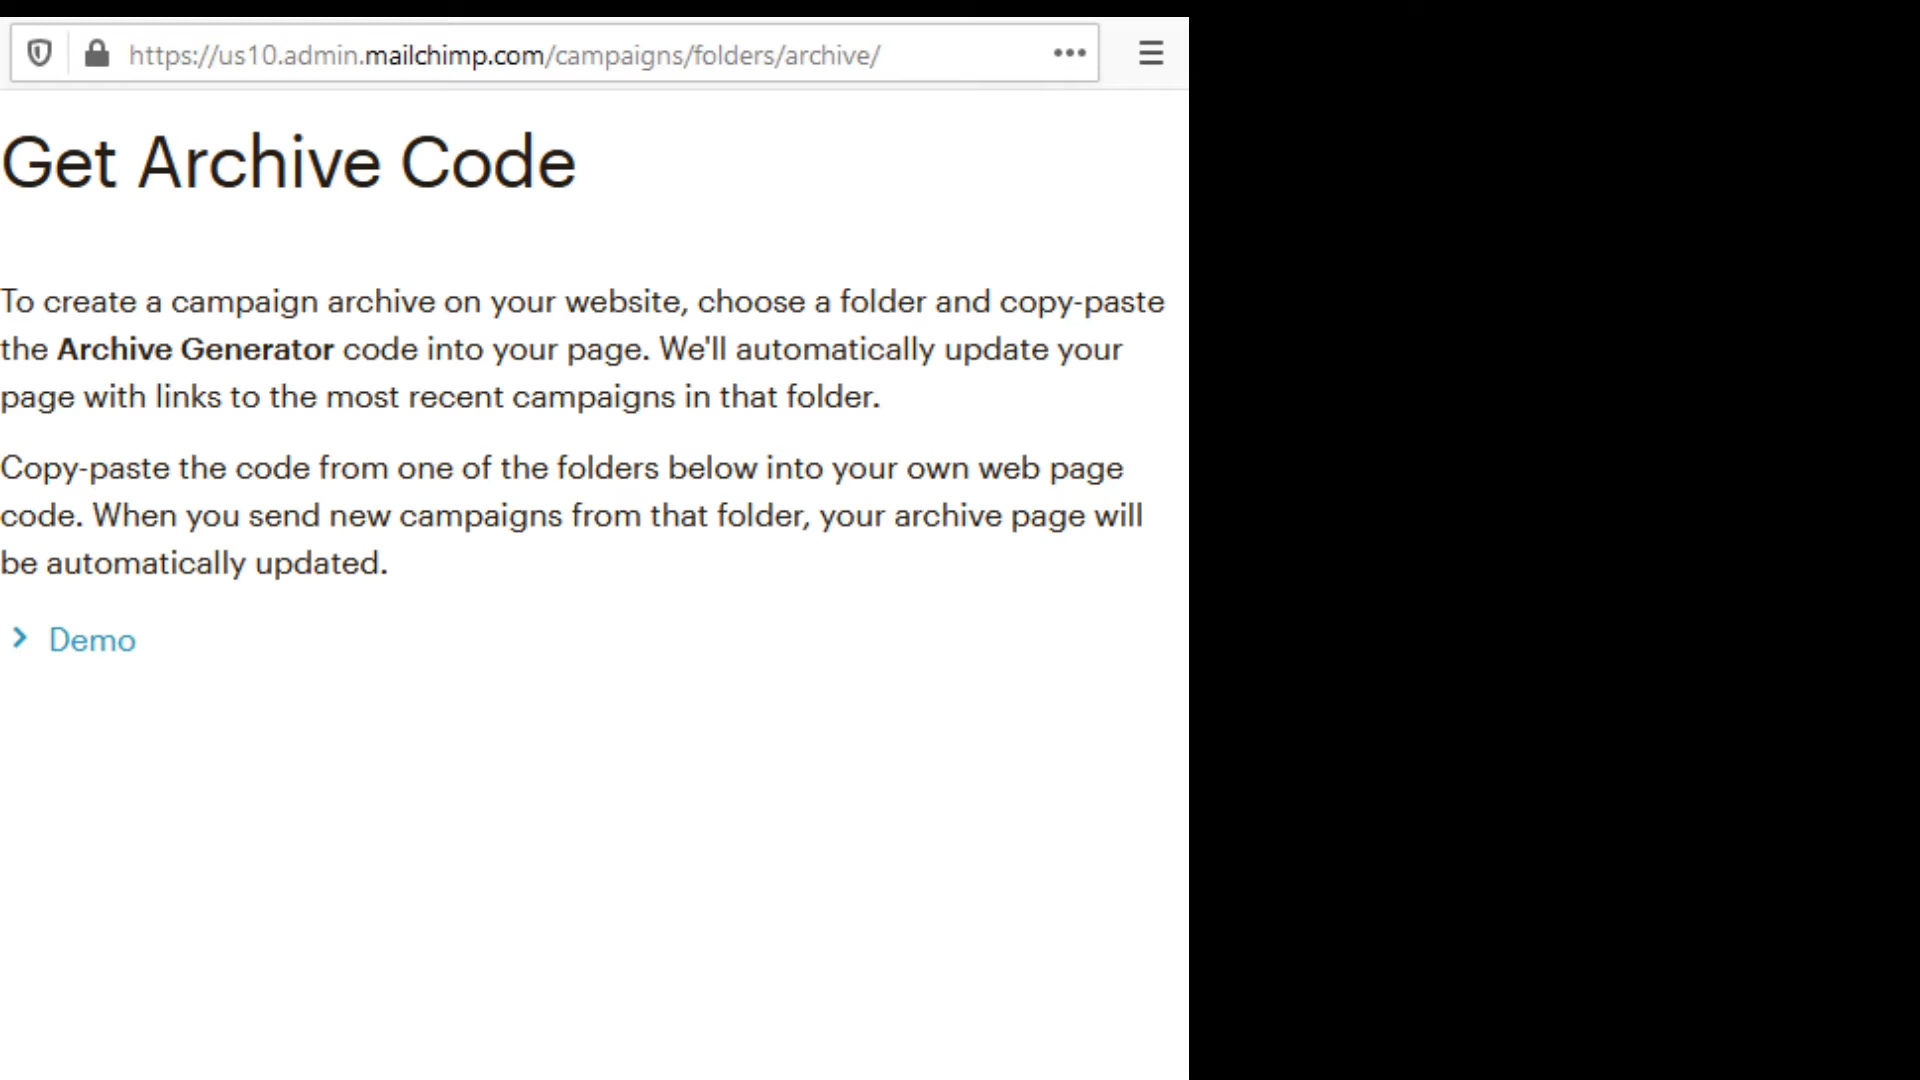 https://us10.admin.mailchimp.com/campaigns/folders/archive/
Get Archive Code
To create a campaign archive on your website, choose a folder and copy-paste
the Archive Generator code into your page. We'll automatically update your
page with links to the most recent campaigns in that folder.
Copy-paste the code from one of the folders below into your own web page
code. When you send new campaigns from that folder, your archive page will
be automatically updated.
Demo